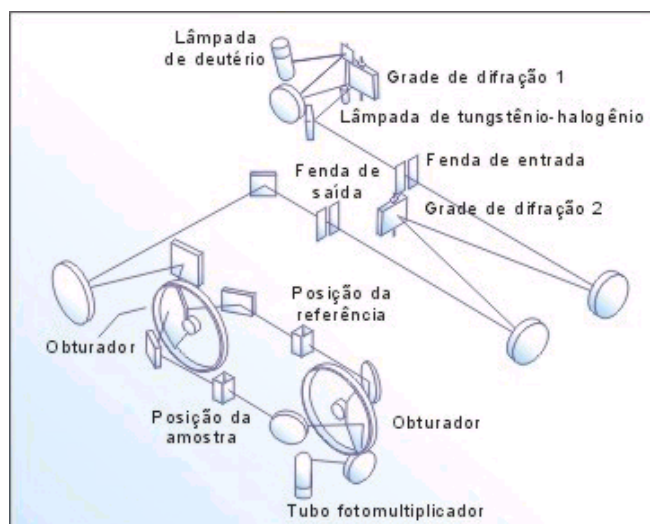 Lâmpada
de deutério
Grade de difração 1
Lâmpada de tungstênio-halogênio
Fenda de entrada
Fenda de
saída
Grade de difração 2
Posição da
referência
Obturador
Posição da
amostra
Obturador
Tubo fotomultiplicador